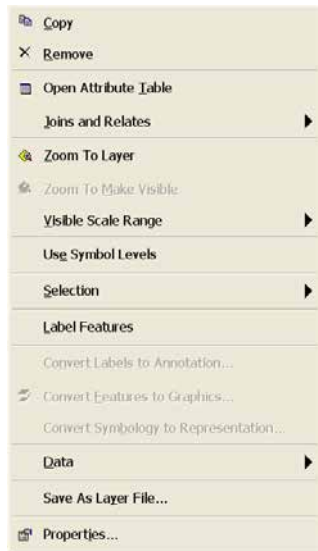 Copy
Remove
Open Attribute Table
Joins and Relates
Zoom To Layer
Zoom To Make Visible
Visible Scale Range
Use Symbol Levels
Selection
Label Features
Convert Labels to Annotation...
Convert Features to Graphics...
Convert Symbology to Representation...
Data
Save As Layer File...
Properties...